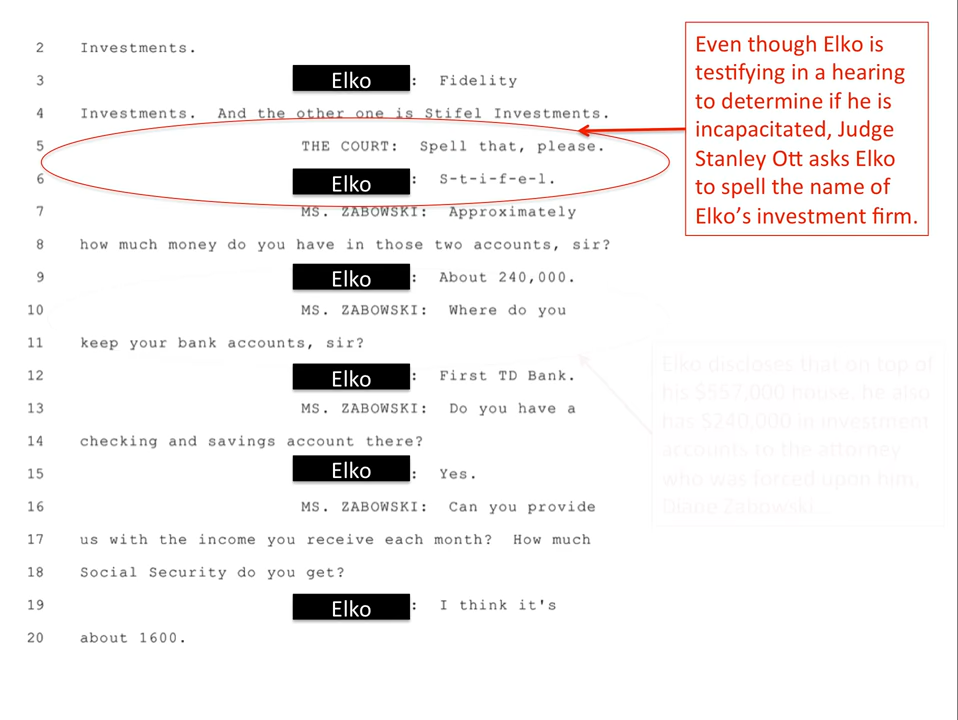 2 Investments.
3 Elko : Fidelity
4 Investments. And the other one is Stifel Investments.
5 THE COURT: Spell that, please.
6 Elko : S-t-i-f-e-l.
7 MS. ZABOWSKI: Approximately
8 how much money do you have in those two accounts, sir?
9 Elko : About 240,000.
10 MS. ZABOWSKI: Where do you
11 keep your bank accounts, sir?
12 Elko : First TD Bank.
13 MS. ZABOWSKI: Do you have a
14 checking and savings account there?
15 Elko : Yes.
16 MS. ZABOWSKI: Can you provide
17 us with the income you receive each month? How much
18 Social Security do you get?
19 Elko : I think it's
20 about 1600.
Even though Elko is
testifying in a hearing
to determine if he is
incapacitated, Judge
Stanley Ott asks Elko
to spell the name of
Elko's investment firm.
Elko discloses that on top of
his $557,000 house, he also
has $240,000 in investment
accounts to the attorney
who was forced upon him,
Diane Zabowski.